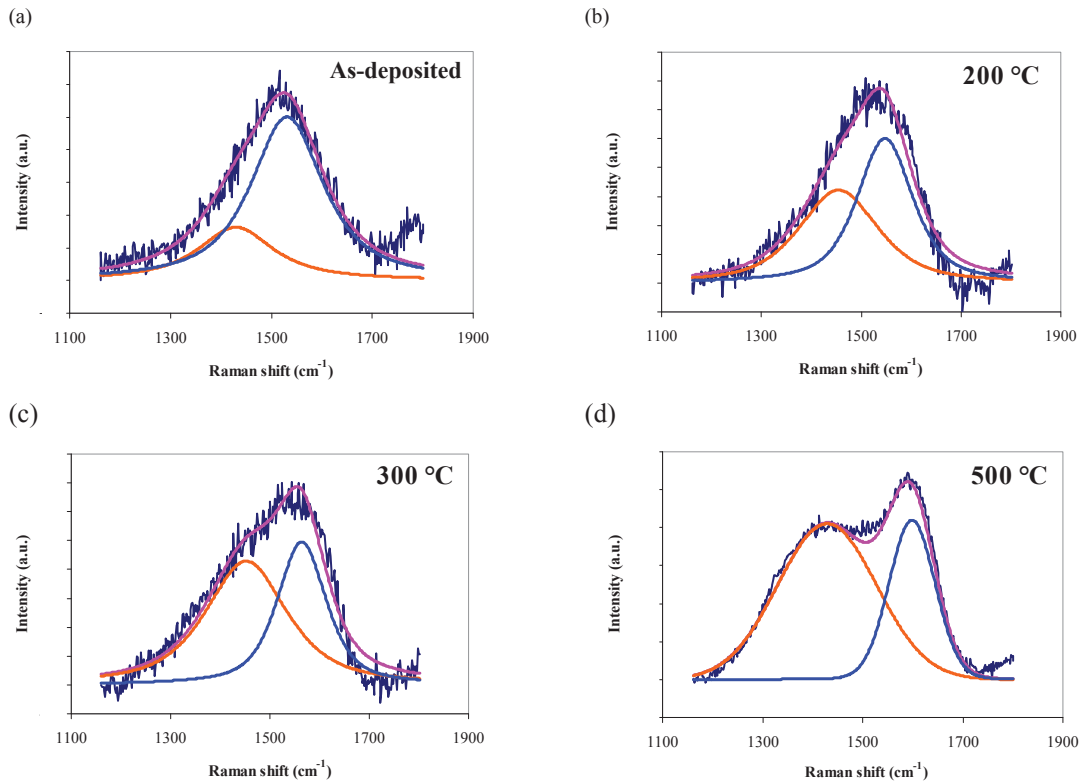 (a)
As-deposited
Intensity (a.u.)
1100 1300 1500 1700 1900
Raman shift (cm-1)
(b)
200 °C
Intensity (a.u.)
1100 1300 1500 1700 1900
Raman shift (cm-1)
(c)
300 °C
Intensity (a.u.)
1100 1300 1500 1700 1900
Raman shift (cm-1)
(d)
500 °C
Intensity (a.u.)
1100 1300 1500 1700 1900
Raman shift (cm-1)